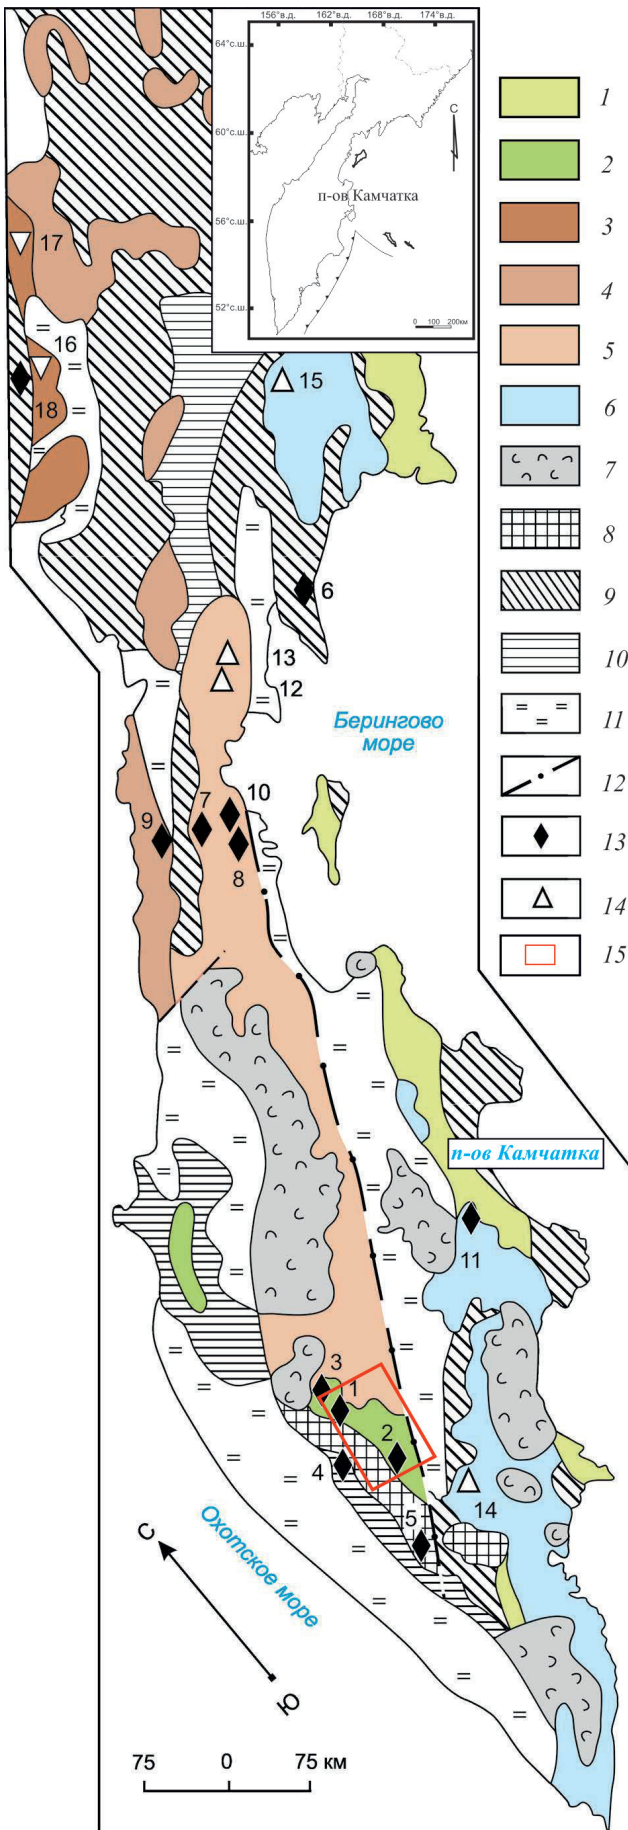 156°в.д.
162°в.д.
168°в.д.
174°в.д.
64°с.ш.
60°с.ш.
56°с.ш.
52°с.ш.
С
п-ов Камчатка
0 100 200км
1
2
3
4
5
6
7
8
9
10
11
12
13
14
15
17
16
18
15
6
13
12
Берингово
море
10
7
9
8
п-ов Камчатка
11
3
1
2
4
5
14
Охотское море
С
Ю
75 0 75 км